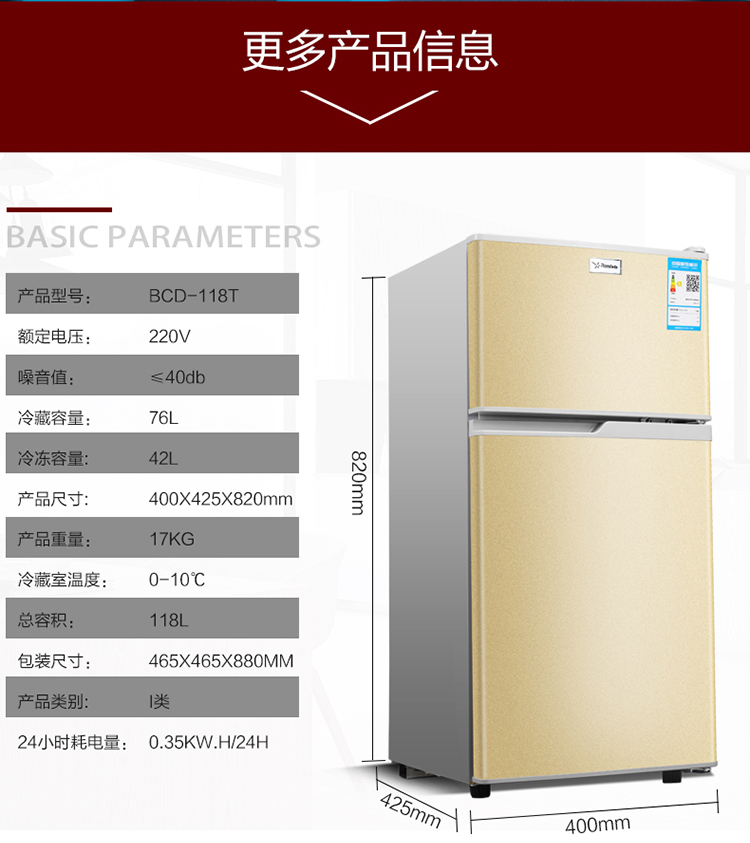 更多产品信息
BASIC PARAMETERS
产品型号： BCD-118T
额定电压： 220V
噪音值： ≤40db
冷藏容量： 76L
冷冻容量: 42L
产品尺寸: 400X425X820mm
产品重量： 17KG
冷藏室温度： 0-10℃
总容积： 118L
包装尺寸： 465X465X880MM
产品类别: I类
24小时耗电量： 0.35KW.H/24H
820mm
425mm
400mm